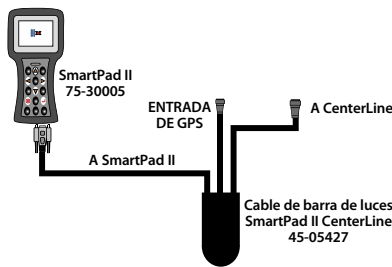 SmartPad II
75-30005
ENTRADA
DE GPS
A CenterLine
A SmartPad II
Cable de barra de luces
SmartPad II CenterLine
45-05427